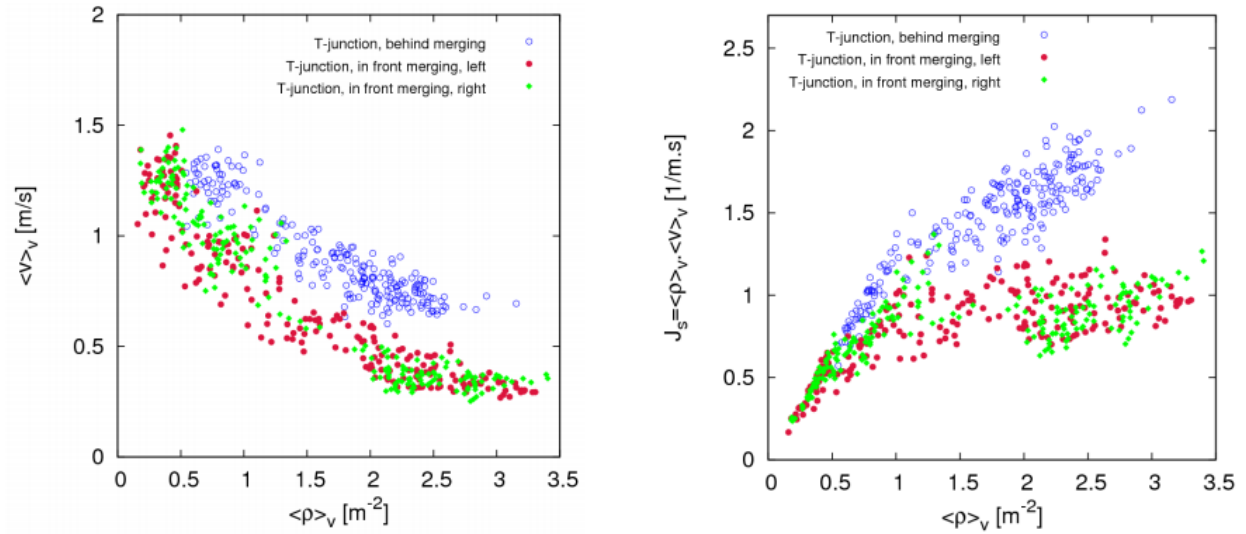 2
1.5
1
0.5
0
0 0.5 1 1.5 2 2.5 3 3.5
<v>ᵥ [m/s]
<ρ>ᵥ [m⁻²]
T-junction, behind merging
T-junction, in front merging, left
T-junction, in front merging, right
2.5
2
1.5
1
0.5
0
0 0.5 1 1.5 2 2.5 3 3.5
Jₛ=<ρ>ᵥ.<v>ᵥ [1/m.s]
<ρ>ᵥ [m⁻²]
T-junction, behind merging
T-junction, in front merging, left
T-junction, in front merging, right